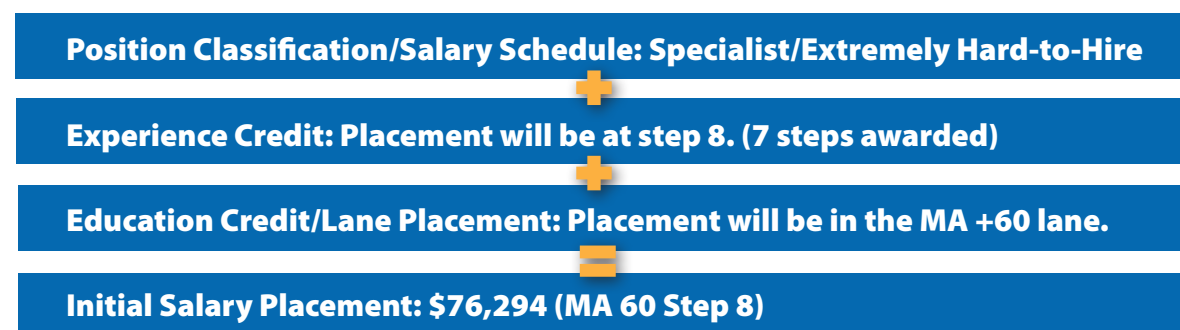 Position Classification/Salary Schedule: Specialist/Extremely Hard-to-Hire
+
Experience Credit: Placement will be at step 8. (7 steps awarded)
+
Education Credit/Lane Placement: Placement will be in the MA +60 lane.
=
Initial Salary Placement: $76,294 (MA 60 Step 8)